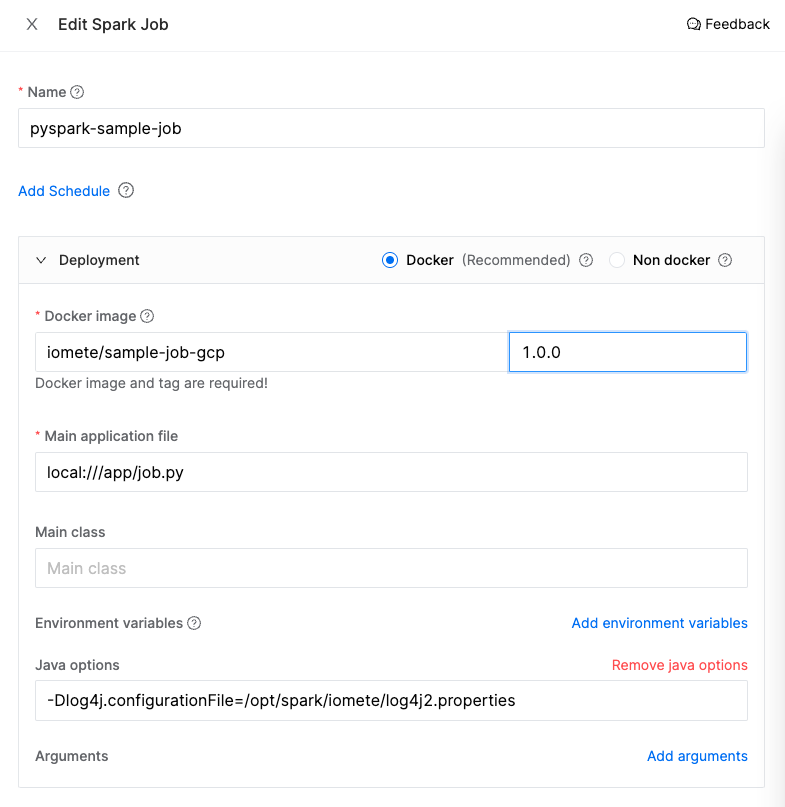 Edit Spark Job
Feedback
* Name
pyspark-sample-job
Add Schedule
Deployment
Docker (Recommended)
Non docker
* Docker image
iomete/sample-job-gcp
1.0.0
Docker image and tag are required!
* Main application file
local:///app/job.py
Main class
Main class
Environment variables
Add environment variables
Java options
Remove java options
-Dlog4j.configurationFile=/opt/spark/iomete/log4j2.properties
Arguments
Add arguments